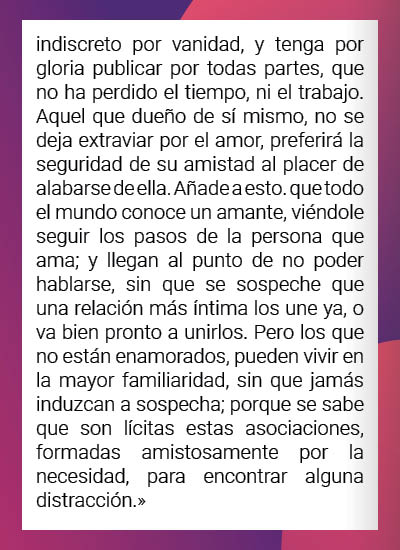 indiscreto por vanidad, y tenga por
gloria publicar por todas partes, que
no ha perdido el tiempo, ni el trabajo.
Aquel que dueño de sí mismo, no se
deja extraviar por el amor, preferirá la
seguridad de su amistad al placer de
alabarse de ella. Añade a esto. que todo
el mundo conoce un amante, viéndole
seguir los pasos de la persona que
ama; y llegan al punto de no poder
hablarse, sin que se sospeche que
una relación más íntima los une ya, o
va bien pronto a unirlos. Pero los que
no están enamorados, pueden vivir en
la mayor familiaridad, sin que jamás
induzcan a sospecha; porque se sabe
que son lícitas estas asociaciones,
formadas amistosamente por la
necesidad, para encontrar alguna
distracción.»